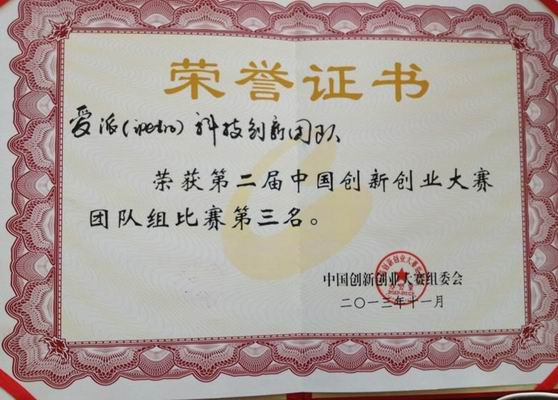 荣誉证书
爱派(ipetro)科技创新团队
荣获第二届中国创新创业大赛
团队组比赛第三名。
中国创新创业大赛组委会
二〇一三年十一月